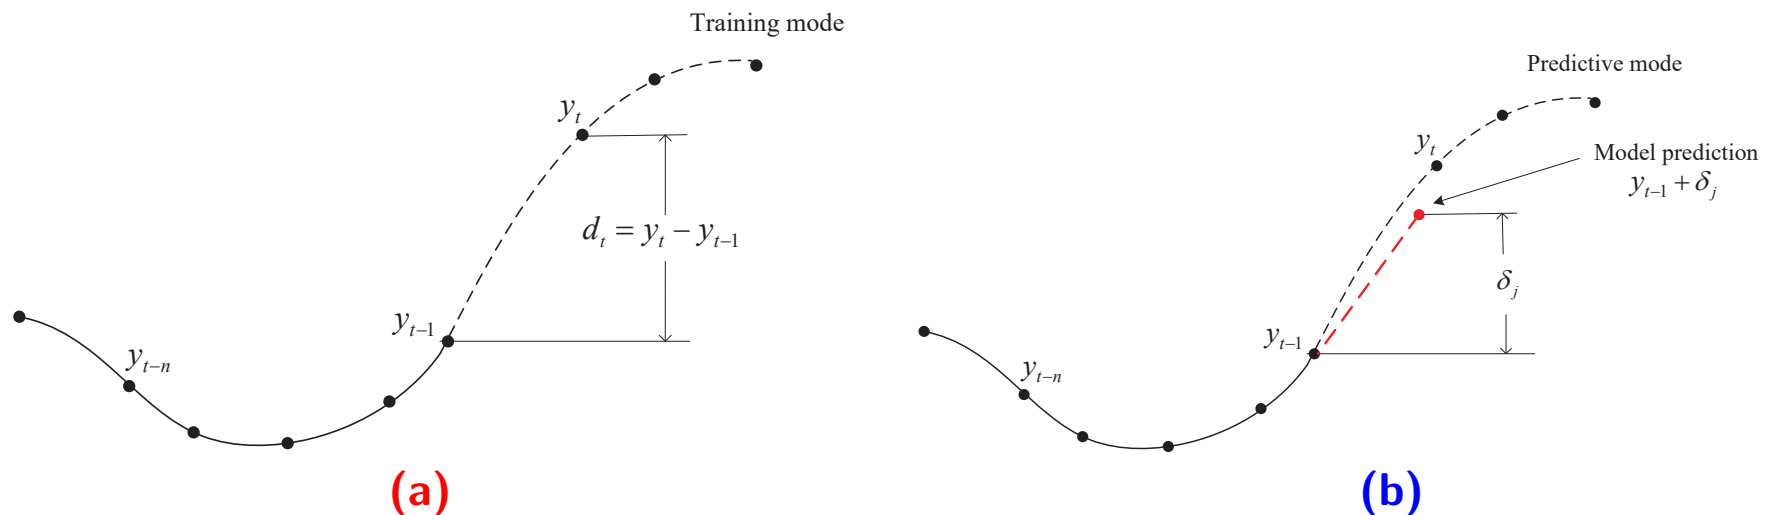 Training mode
y_t
d_t = y_t − y_{t−1}
y_{t−1}
y_{t−n}
(a)
Predictive mode
y_t
Model prediction
y_{t−1} + δ_j
δ_j
y_{t−1}
y_{t−n}
(b)